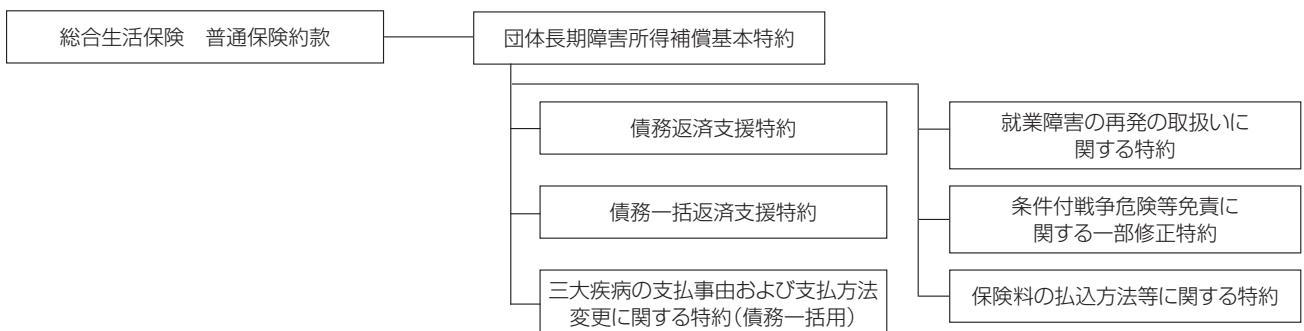 総合生活保険　普通保険約款
団体長期障害所得補償基本特約
債務返済支援特約
債務一括返済支援特約
三大疾病の支払事由および支払方法
変更に関する特約（債務一括用）
就業障害の再発の取扱いに
関する特約
条件付戦争危険等免責に
関する一部修正特約
保険料の払込方法等に関する特約